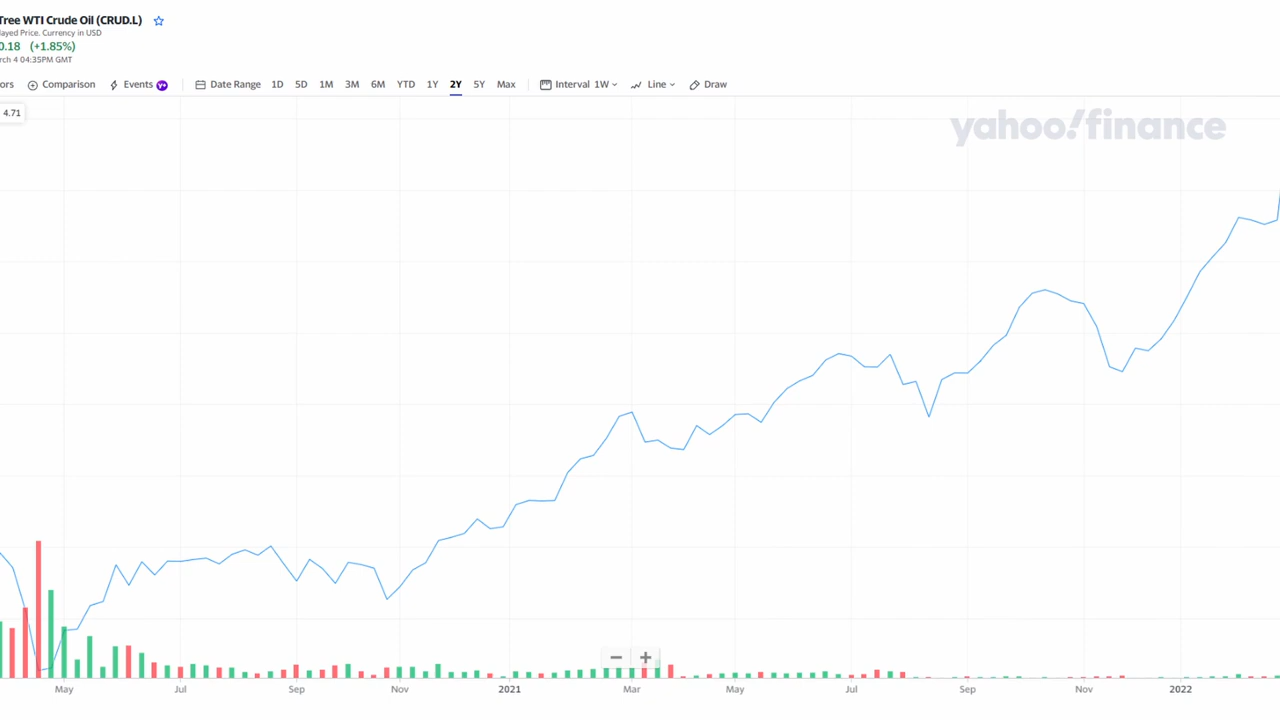 Tree WTI Crude Oil (CRUD.L)
layed Price. Currency in USD
0.18 (+1.85%)
rch 4 04:35PM GMT
ors Comparison Events Y+ Date Range 1D 5D 1M 3M 6M YTD 1Y 2Y 5Y Max Interval 1W Line Draw
4.71
yahoo!finance
May Jul Sep Nov 2021 Mar May Jul Sep Nov 2022